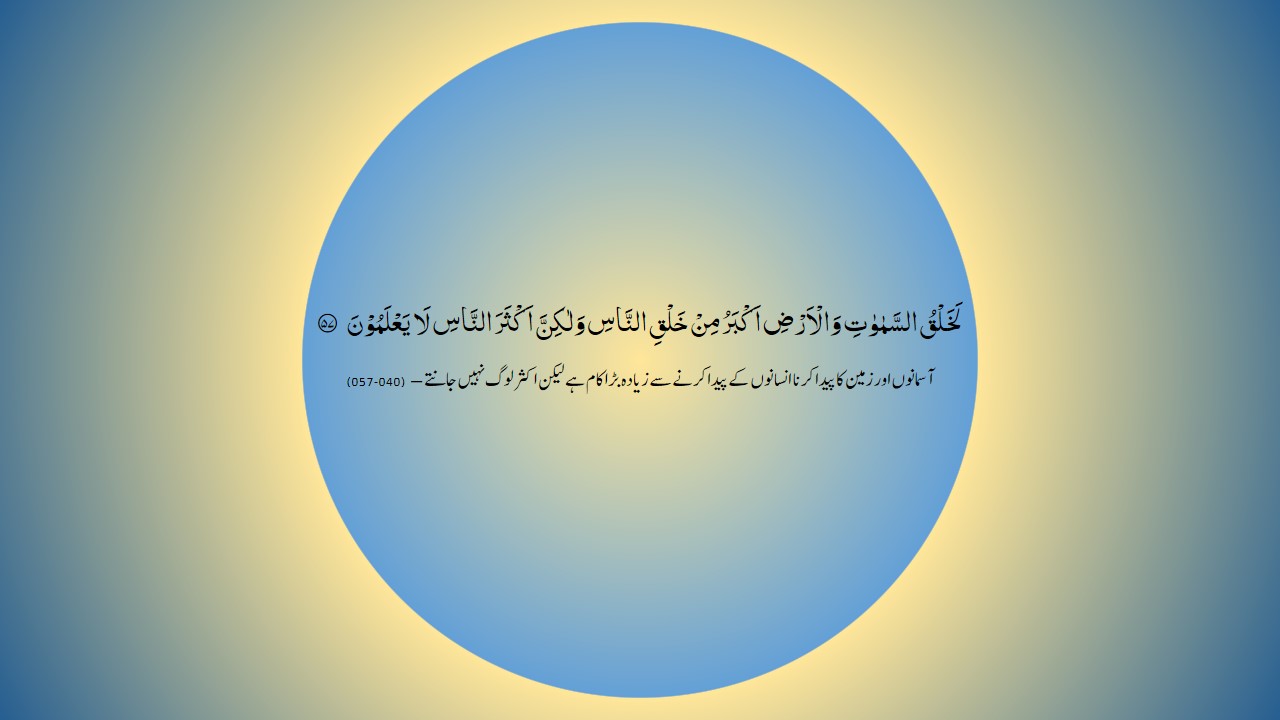 لَخَلْقُ السَّمٰوٰتِ وَالْاَرْضِ اَكْبَرُ مِنْ خَلْقِ النَّاسِ وَلٰكِنَّ اَكْثَرَ النَّاسِ لَا يَعْلَمُوْنَ ۝۵۷
آسمانوں اور زمین کا پیدا کرنا انسانوں کے پیدا کرنے سے زیادہ بڑا کام ہے لیکن اکثر لوگ نہیں جانتے – (057-040)